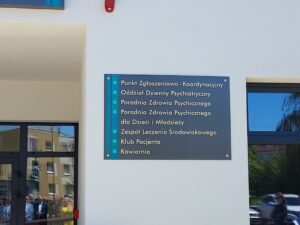 Punkt Zgłoszeniowo - Koordynacyjny
Oddział Dzienny Psychiatryczny
Poradnia Zdrowia Psychicznego
Poradnia Zdrowia Psychicznego
dla Dzieci i Młodzieży
Zespół Leczenia Środowiskowego
Klub Pacjenta
Kawiarnia